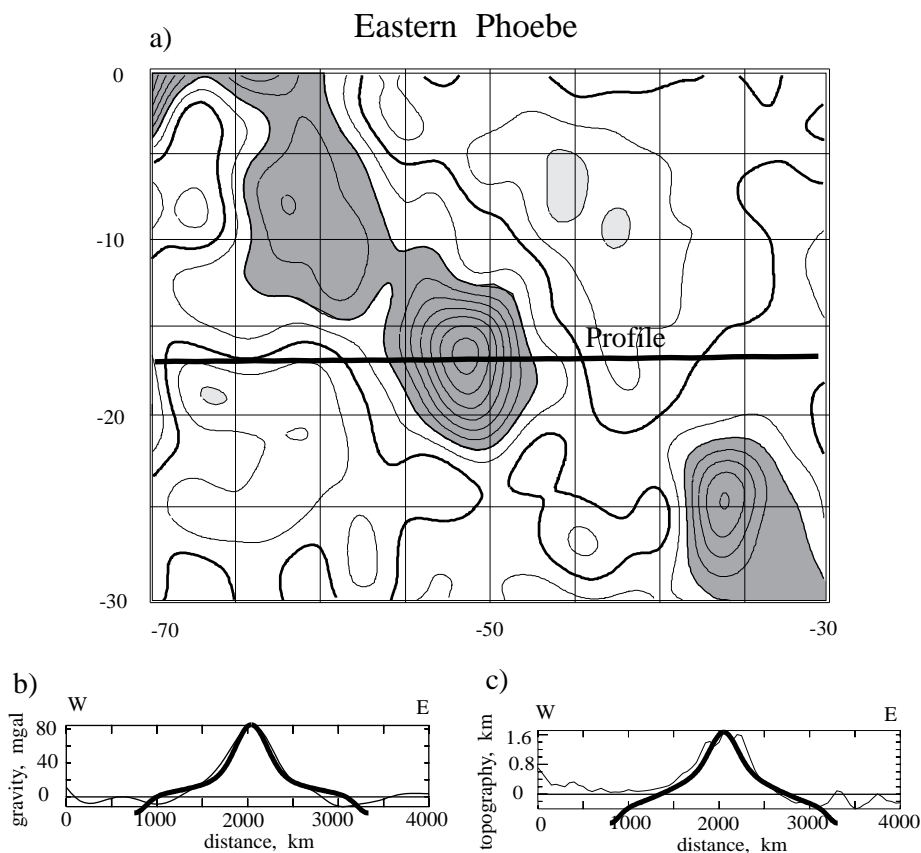 Eastern Phoebe
a)
0
-10
Profile
-20
-30
-70 -50 -30
b)
W E
gravity, mgal
80
40
0
0 1000 2000 3000 4000
distance, km
c)
W E
topography, km
1.6
0.8
0
0 1000 2000 3000 4000
distance, km